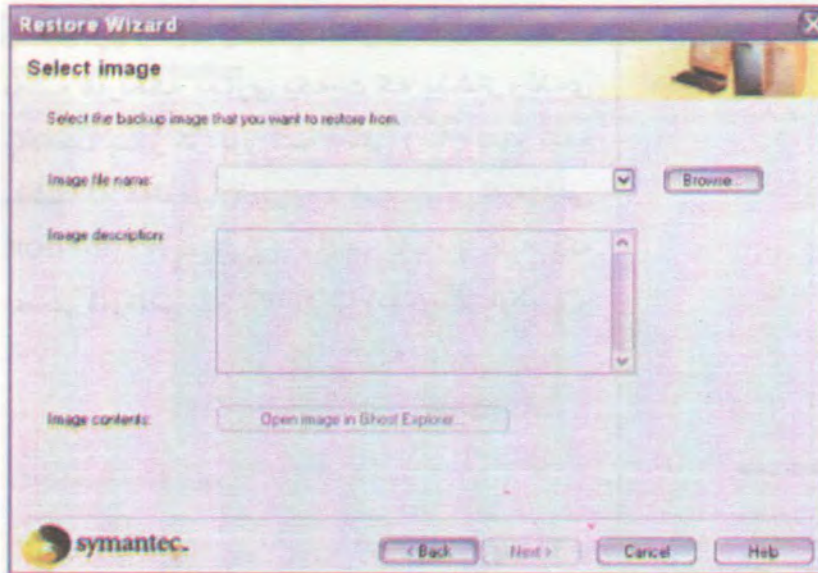 Restore Wizard
Select image
Select the backup image that you want to restore from.
Image file name:
Browse...
Image description:
Image contents:
Open image in Ghost Explorer...
symantec.
< Back
Next >
Cancel
Help